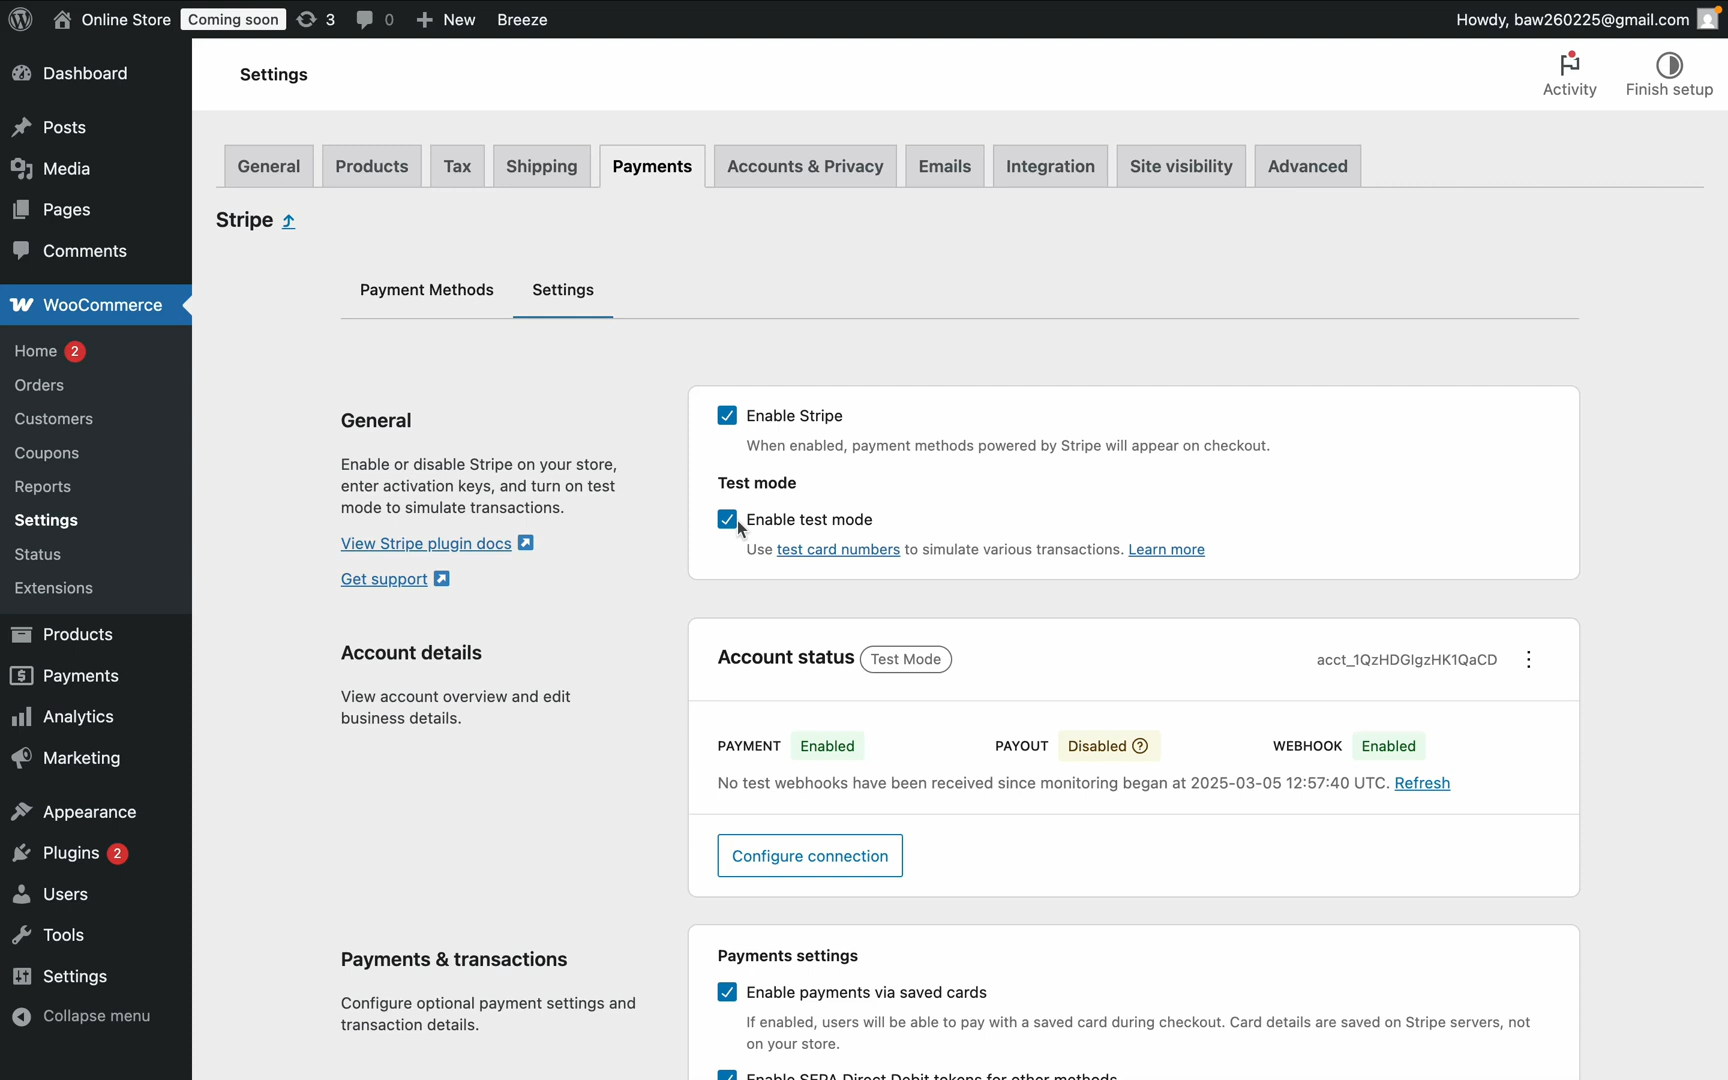 Online Store Coming soon 3 0 New Breeze Howdy, baw260225@gmail.com
Dashboard
Posts
Media
Pages
Comments
WooCommerce
Home 2
Orders
Customers
Coupons
Reports
Settings
Status
Extensions
Products
Payments
Analytics
Marketing
Appearance
Plugins 2
Users
Tools
Settings
Collapse menu
Settings
Activity
Finish setup
General Products Tax Shipping Payments Accounts & Privacy Emails Integration Site visibility Advanced
Stripe
Payment Methods Settings
General
Enable or disable Stripe on your store,
enter activation keys, and turn on test
mode to simulate transactions.
View Stripe plugin docs
Get support
Enable Stripe
When enabled, payment methods powered by Stripe will appear on checkout.
Test mode
Enable test mode
Use test card numbers to simulate various transactions. Learn more
Account details
View account overview and edit
business details.
Account status Test Mode acct_1QzHDGlgzHK1QaCD
PAYMENT Enabled PAYOUT Disabled WEBHOOK Enabled
No test webhooks have been received since monitoring began at 2025-03-05 12:57:40 UTC. Refresh
Configure connection
Payments & transactions
Configure optional payment settings and
transaction details.
Payments settings
Enable payments via saved cards
If enabled, users will be able to pay with a saved card during checkout. Card details are saved on Stripe servers, not
on your store.
Enable SEPA Direct Debit tokens for other methods